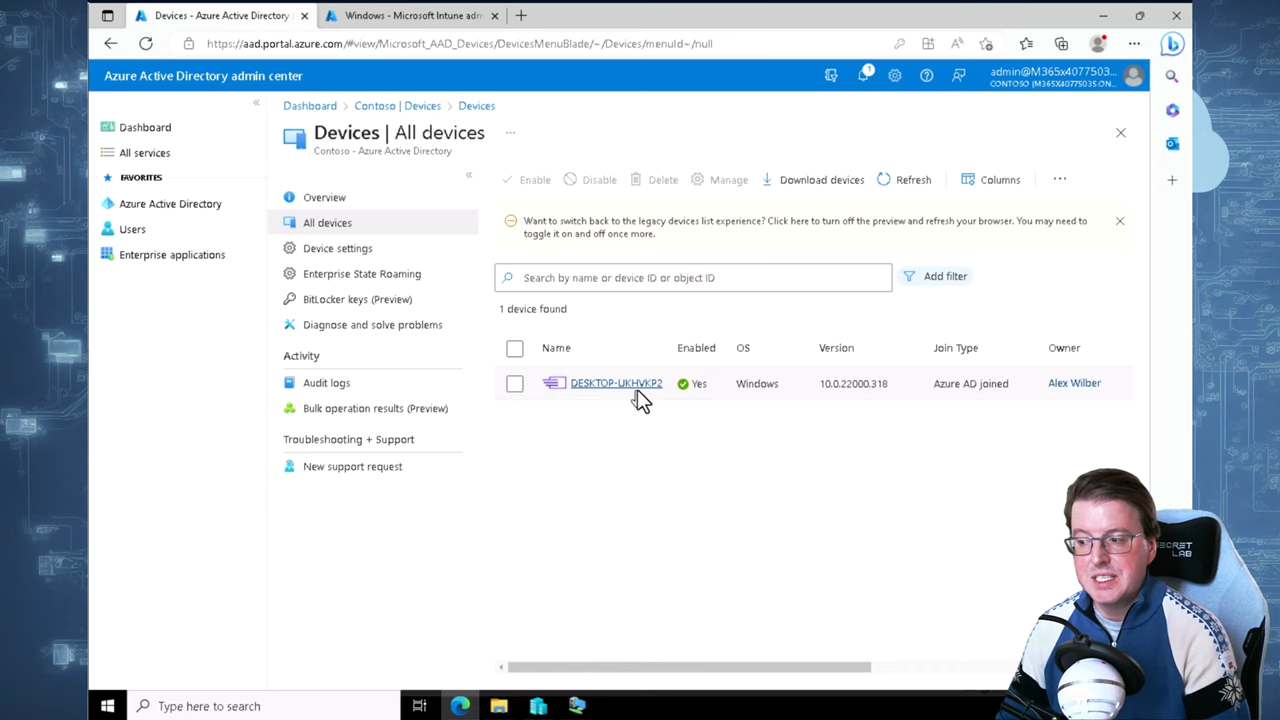 Devices - Azure Active Directory
Windows - Microsoft Intune adm
https://aad.portal.azure.com/#view/Microsoft_AAD_Devices/DevicesMenuBlade/~/Devices/menuId~/null
Azure Active Directory admin center
1
admin@M365x4077503...
CONTOSO (M365X40775035.ON...
Dashboard
All services
FAVORITES
Azure Active Directory
Users
Enterprise applications
Dashboard > Contoso | Devices > Devices
Devices | All devices ...
Contoso - Azure Active Directory
Overview
All devices
Device settings
Enterprise State Roaming
BitLocker keys (Preview)
Diagnose and solve problems
Activity
Audit logs
Bulk operation results (Preview)
Troubleshooting + Support
New support request
Enable Disable Delete Manage Download devices Refresh Columns ...
Want to switch back to the legacy devices list experience? Click here to turn off the preview and refresh your browser. You may need to
toggle it on and off once more.
Search by name or device ID or object ID
Add filter
1 device found
Name Enabled OS Version Join Type Owner
DESKTOP-UKHVKP2 Yes Windows 10.0.22000.318 Azure AD joined Alex Wilber
SECRET
LAB
Type here to search